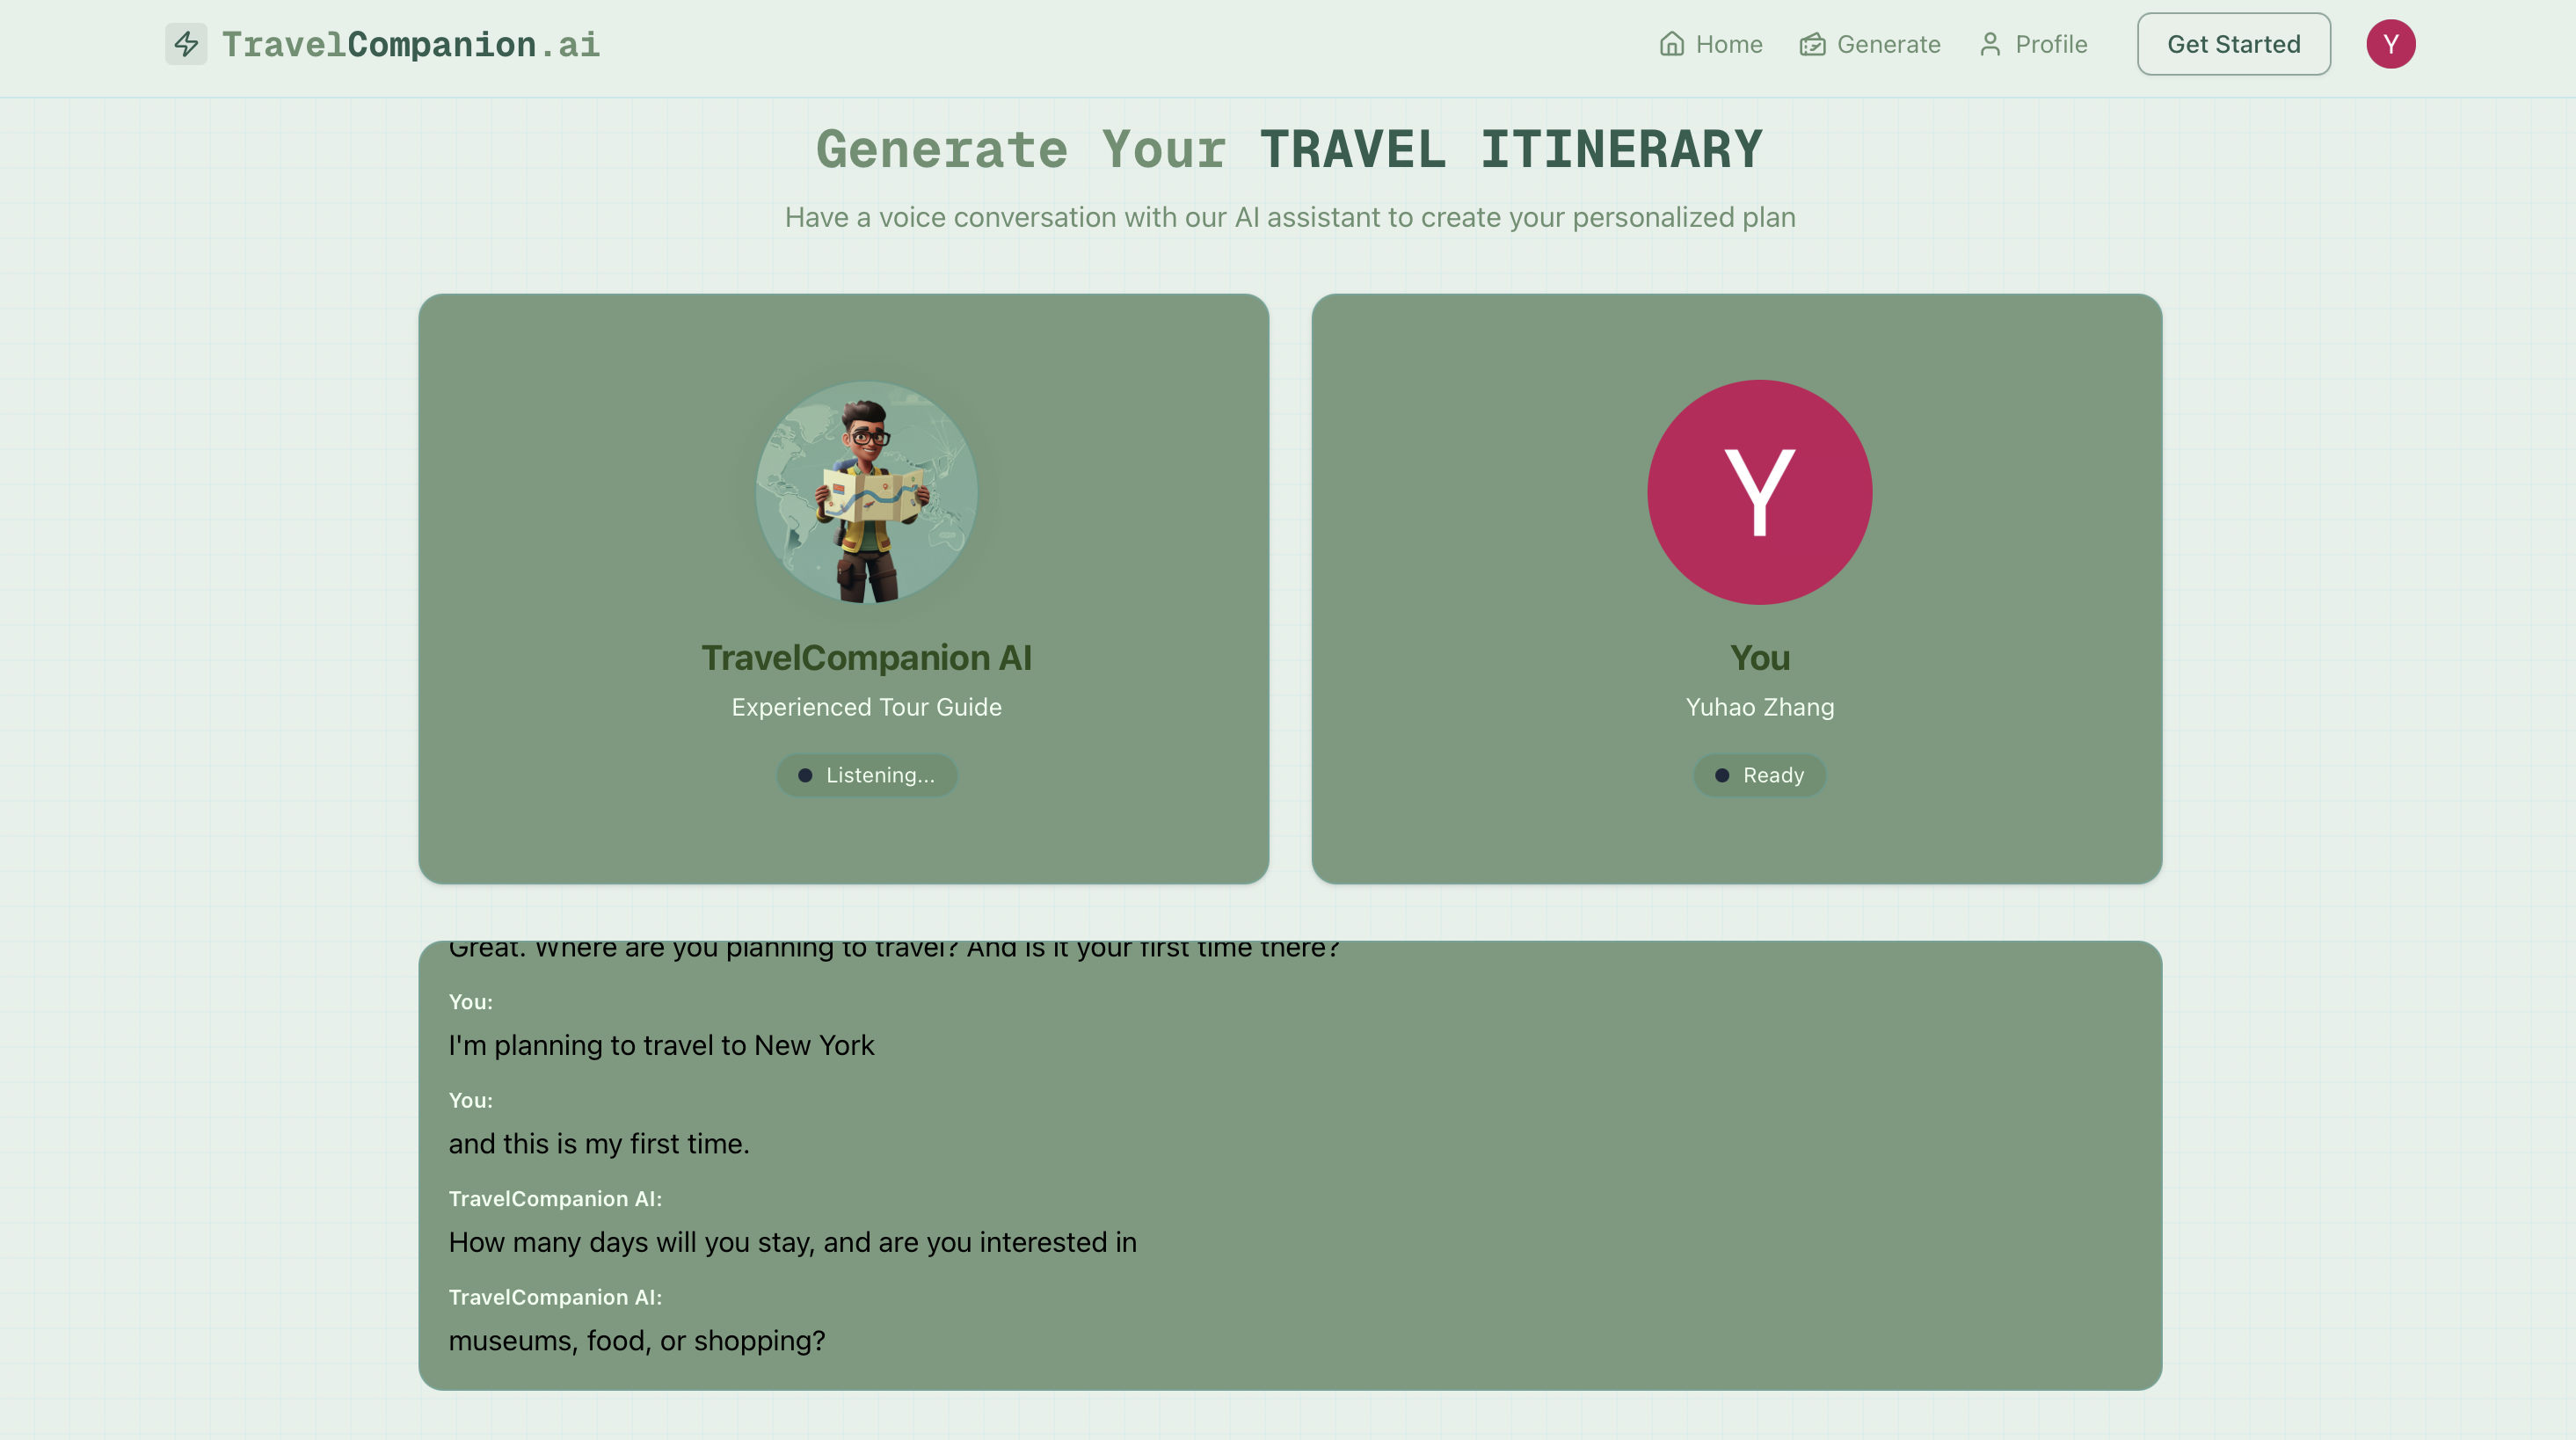 TravelCompanion.ai
Home
Generate
Profile
Get Started
Y
Generate Your TRAVEL ITINERARY
Have a voice conversation with our AI assistant to create your personalized plan
TravelCompanion AI
Experienced Tour Guide
Listening...
Y
You
Yuhao Zhang
Ready
Great. Where are you planning to travel? And is it your first time there?
You:
I'm planning to travel to New York
You:
and this is my first time.
TravelCompanion AI:
How many days will you stay, and are you interested in
TravelCompanion AI:
museums, food, or shopping?